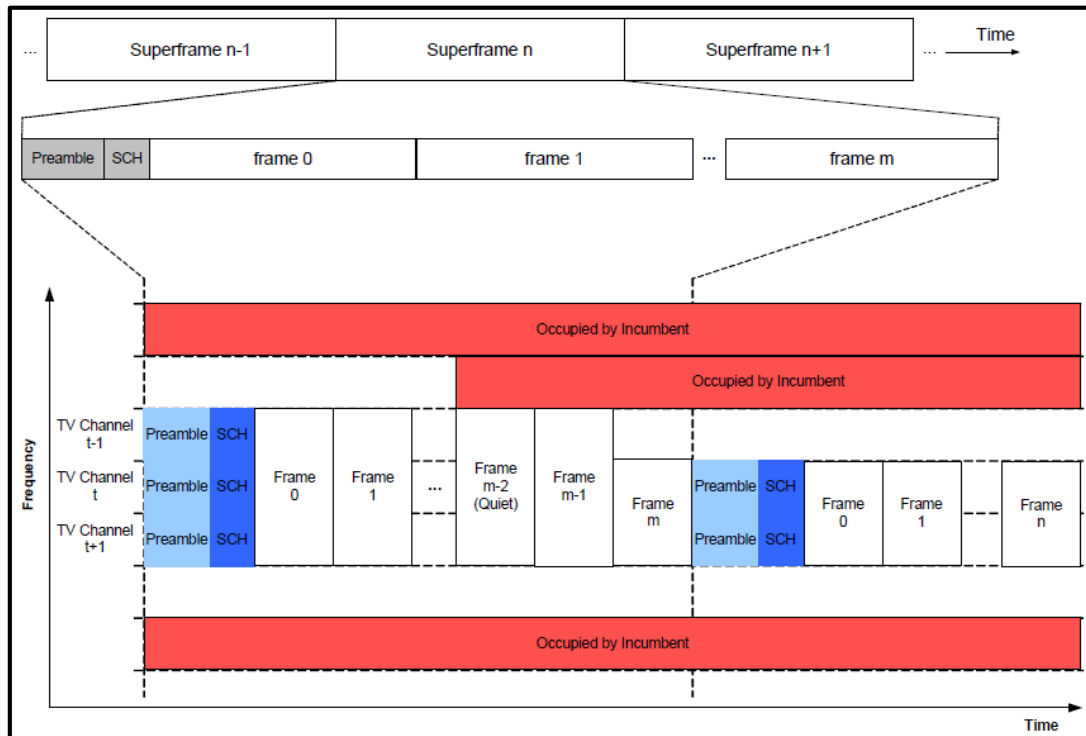 ... Superframe n-1 Superframe n Superframe n+1 ... Time
Preamble SCH frame 0 frame 1 ... frame m
Occupied by Incumbent
Occupied by Incumbent
Frequency
TV Channel
t-1
Preamble SCH
TV Channel
t
Preamble SCH
TV Channel
t+1
Preamble SCH
Frame
0
Frame
1
...
Frame
m-2
(Quiet)
Frame
m-1
Frame
m
Preamble SCH
Preamble SCH
Frame
0
Frame
1
Frame
n
Occupied by Incumbent
Time